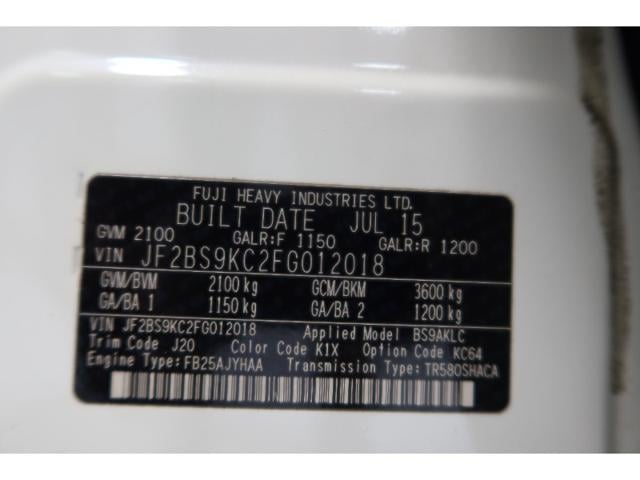 FUJI HEAVY INDUSTRIES LTD.
BUILT DATE JUL 15
GVM 2100 GALR:F 1150 GALR:R 1200
VIN JF2BS9KC2FG012018
GVM/BVM 2100 kg GCM/BKM 3600 kg
GA/BA 1 1150 kg GA/BA 2 1200 kg
VIN JF2BS9KC2FG012018 Applied Model BS9AKLC
Trim Code J20 Color Code K1X Option Code KC64
Engine Type:FB25AJYHAA Transmission Type:TR580SHACA